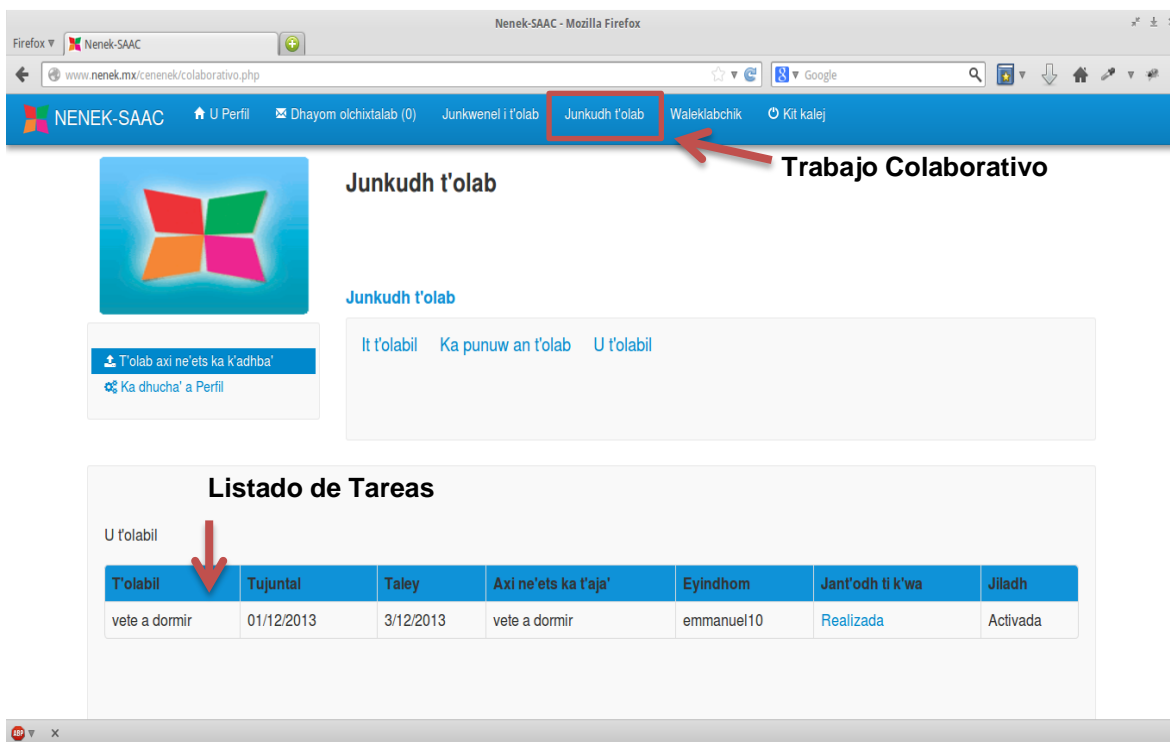 Nenek-SAAC - Mozilla Firefox
Firefox
Nenek-SAAC
www.nenek.mx/cenenek/colaborativo.php
Google
NENEK-SAAC U Perfil Dhayom olchixtalab (0) Junkwenel i t'olab Junkudh t'olab Waleklabchik Kit kalej
Trabajo Colaborativo
Junkudh t'olab
Junkudh t'olab
It t'olabil Ka punuw an t'olab U t'olabil
T'olab axi ne'ets ka k'adhba'
Ka dhucha' a Perfil
Listado de Tareas
U t'olabil
T'olabil Tujuntal Taley Axi ne'ets ka t'aja' Eyindhom Jant'odh ti k'wa Jiladh
vete a dormir 01/12/2013 3/12/2013 vete a dormir emmanuel10 Realizada Activada
ABP